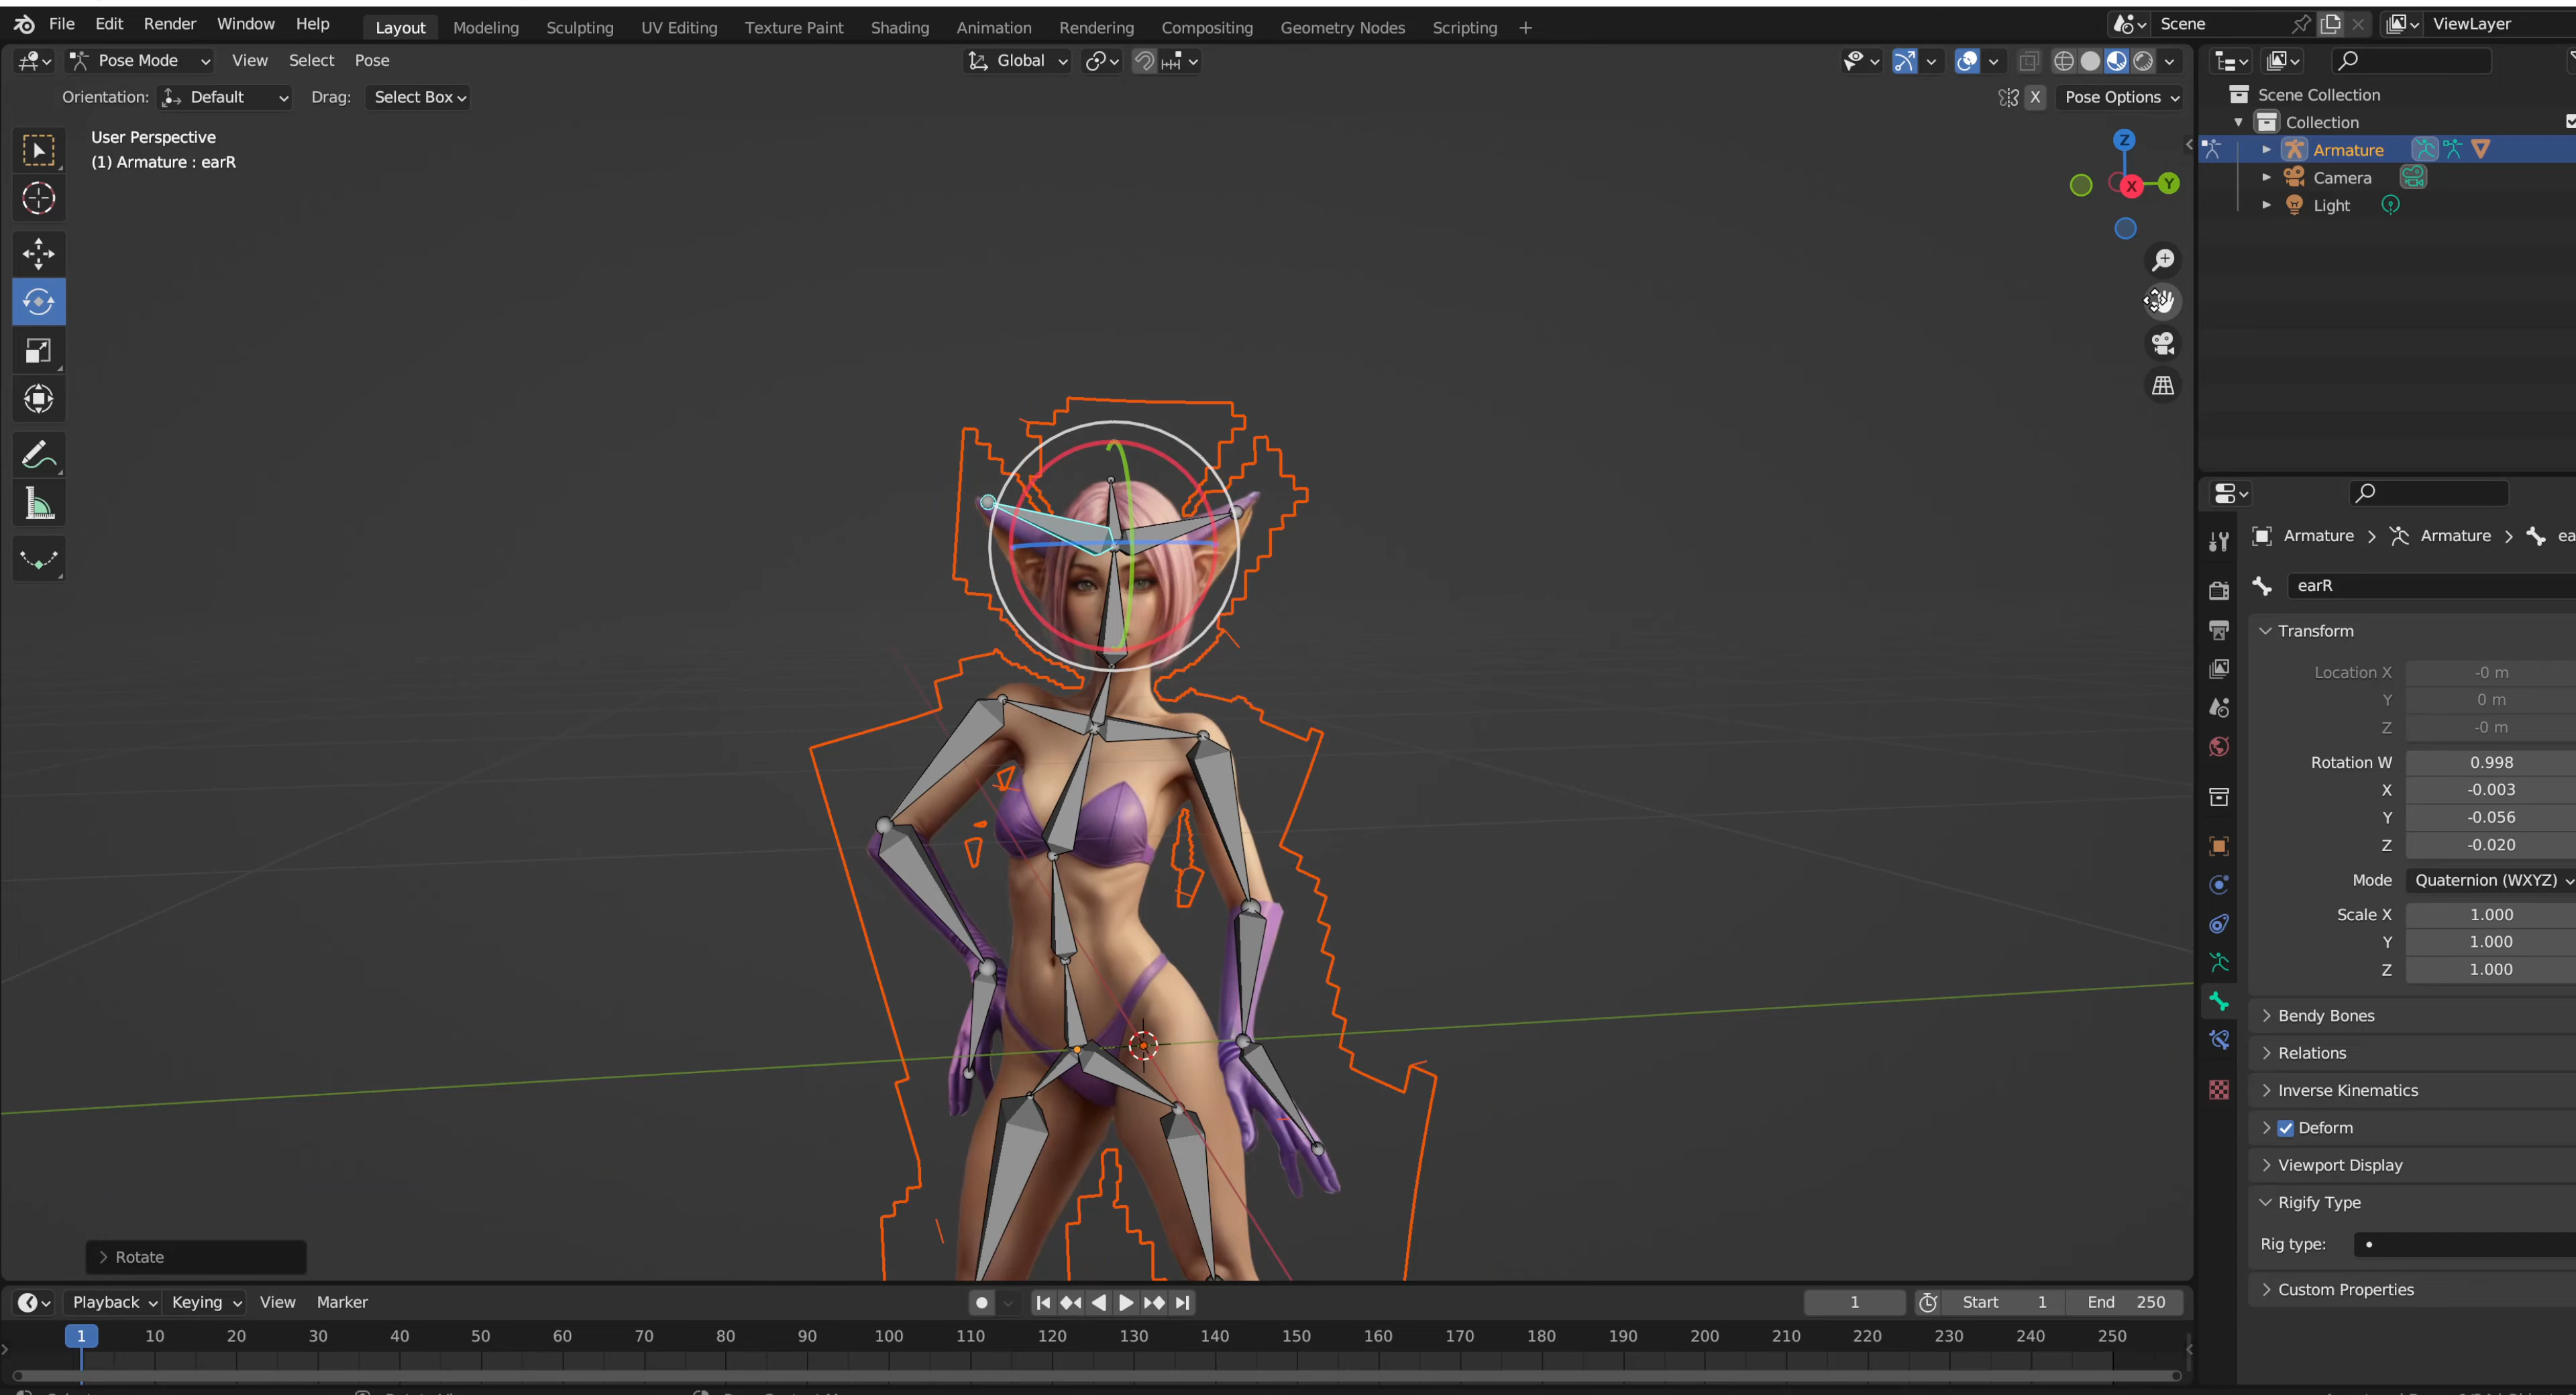 File Edit Render Window Help Layout Modeling Sculpting UV Editing Texture Paint Shading Animation Rendering Compositing Geometry Nodes Scripting + Scene ViewLayer
Pose Mode View Select Pose Global
Orientation: Default Drag: Select Box X Pose Options
User Perspective
(1) Armature : earR
Z
X Y
Scene Collection
Collection
Armature
Camera
Light
Armature > Armature > ea
earR
Transform
Location X -0 m
Y 0 m
Z -0 m
Rotation W 0.998
X -0.003
Y -0.056
Z -0.020
Mode Quaternion (WXYZ)
Scale X 1.000
Y 1.000
Z 1.000
Bendy Bones
Relations
Inverse Kinematics
Deform
Viewport Display
Rigify Type
Rig type:
Custom Properties
Rotate
Playback Keying View Marker 1 Start 1 End 250
1 10 20 30 40 50 60 70 80 90 100 110 120 130 140 150 160 170 180 190 200 210 220 230 240 250